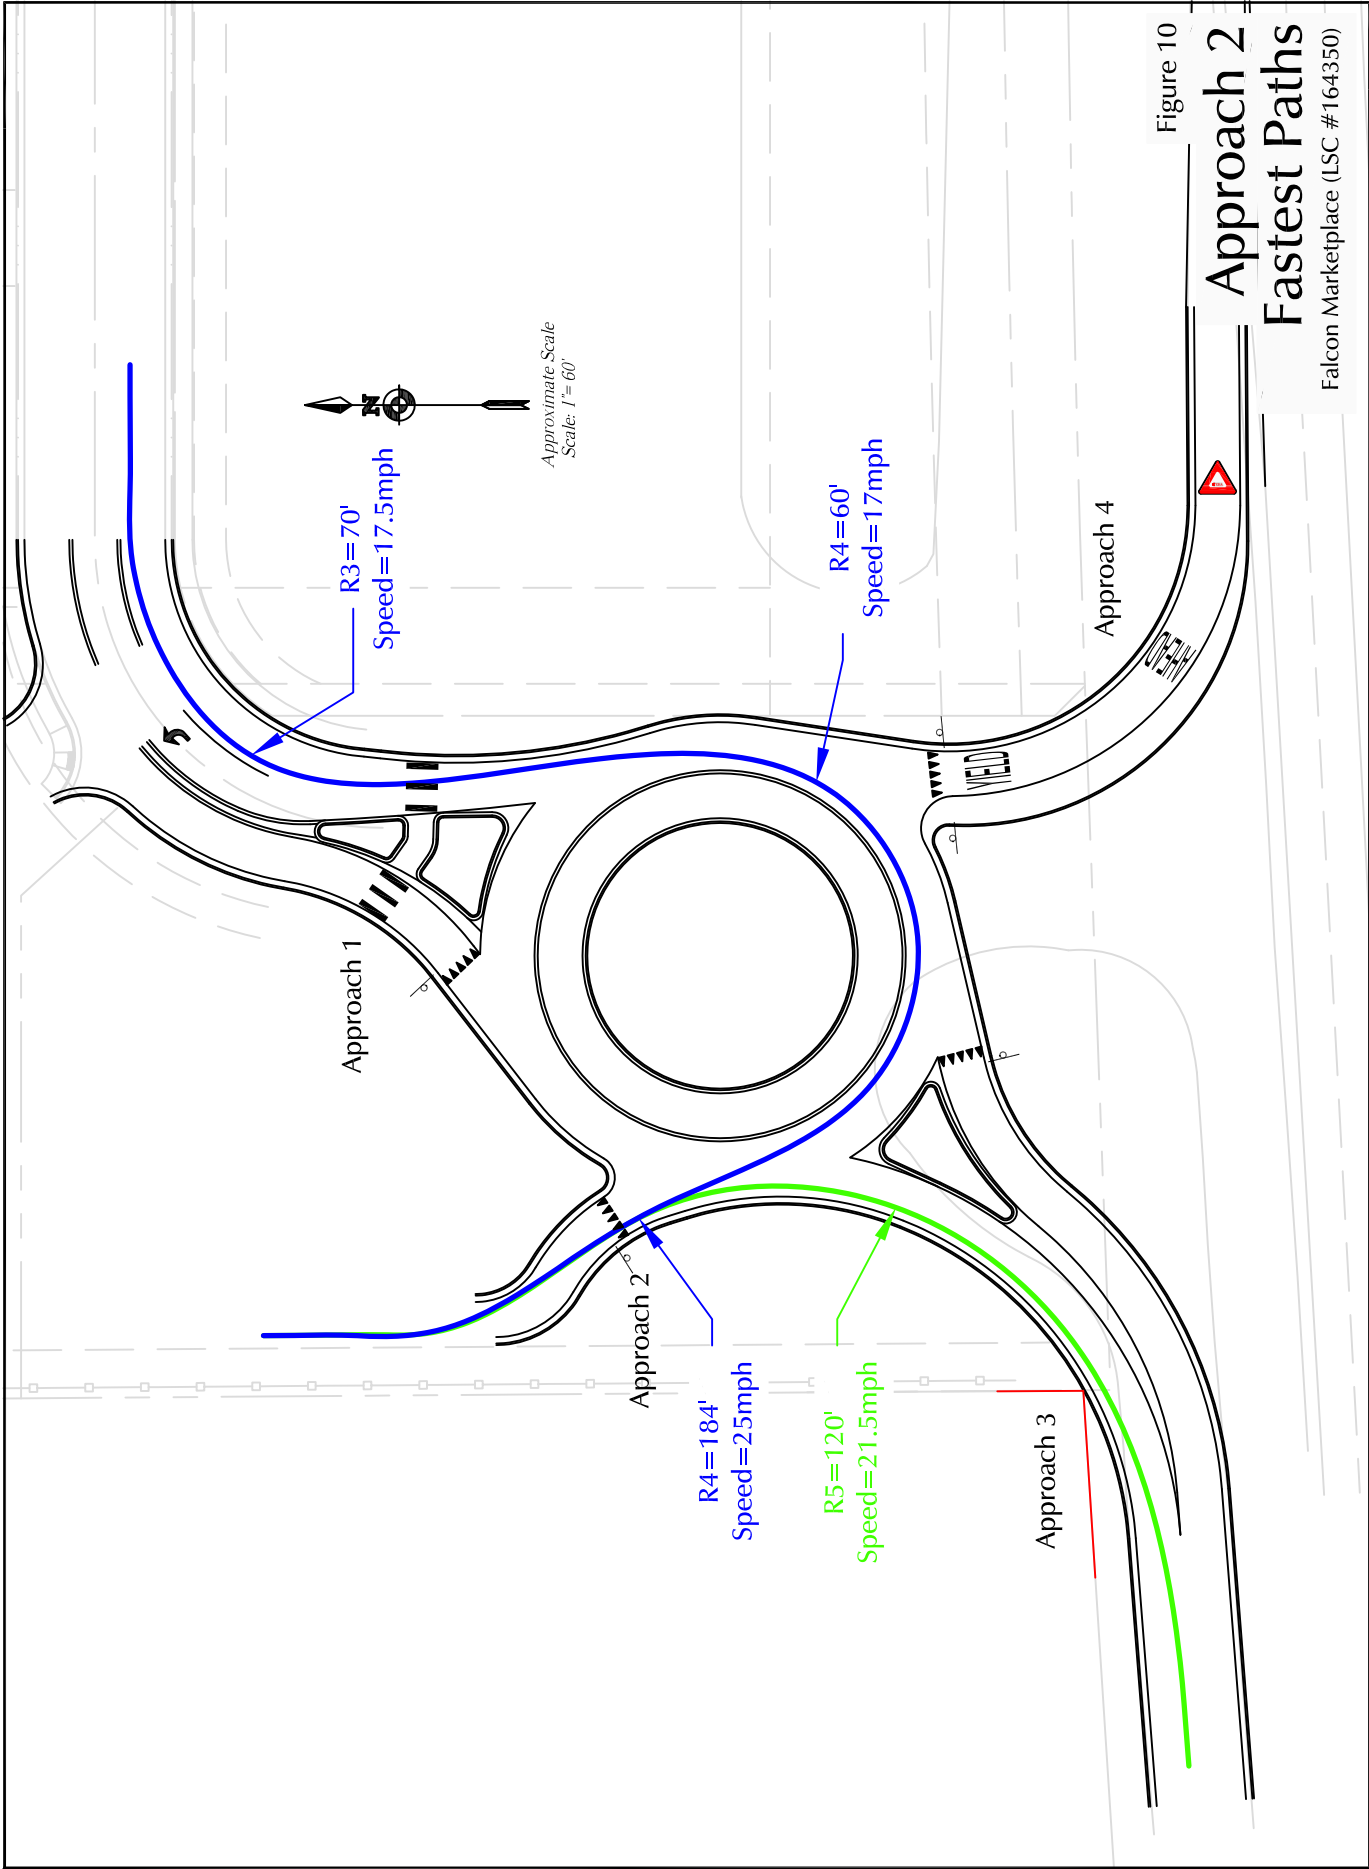 Figure 10
Approach 2
Fastest Paths
Falcon Marketplace (LSC #164350)
N
Approximate Scale
Scale: 1"= 60'
R3=70'
Speed=17.5mph
R4=60'
Speed=17mph
Approach 1
Approach 4
Approach 2
R4=184'
Speed=25mph
R5=120'
Speed=21.5mph
Approach 3